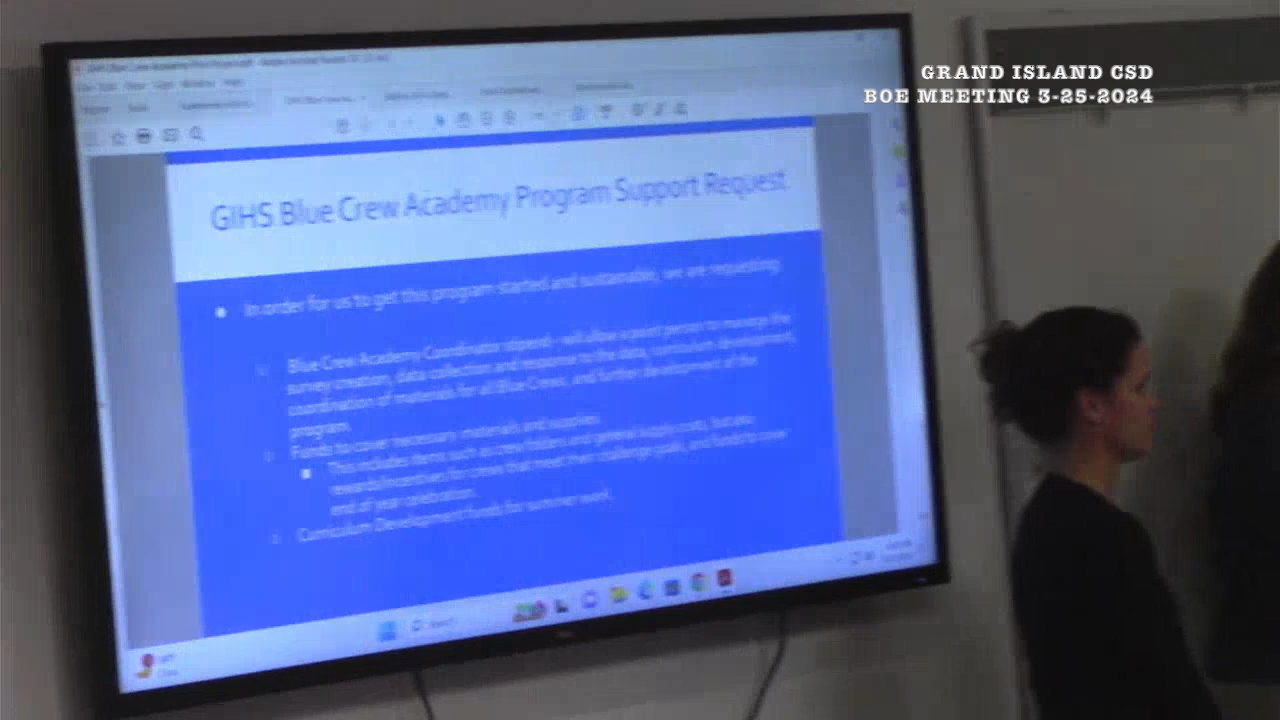 GRAND ISLAND CSD
BOE MEETING 3-25-2024
GIHS Blue Crew Academy Program Support Request
In order for us to get this program started and sustainable, we are requesting:
Blue Crew Academy Coordinator stipend - will allow a point person to manage the
survey creation, data collection and response to the data, curriculum development,
coordination of materials for all Blue Crews, and further development of the
program.
Funds to cover necessary materials and supplies.
This includes items such as crew folders and general supply costs, but also
rewards/incentives for crews that meet their challenge goals, and funds to cover
end of year celebration.
Curriculum Development funds for summer work.